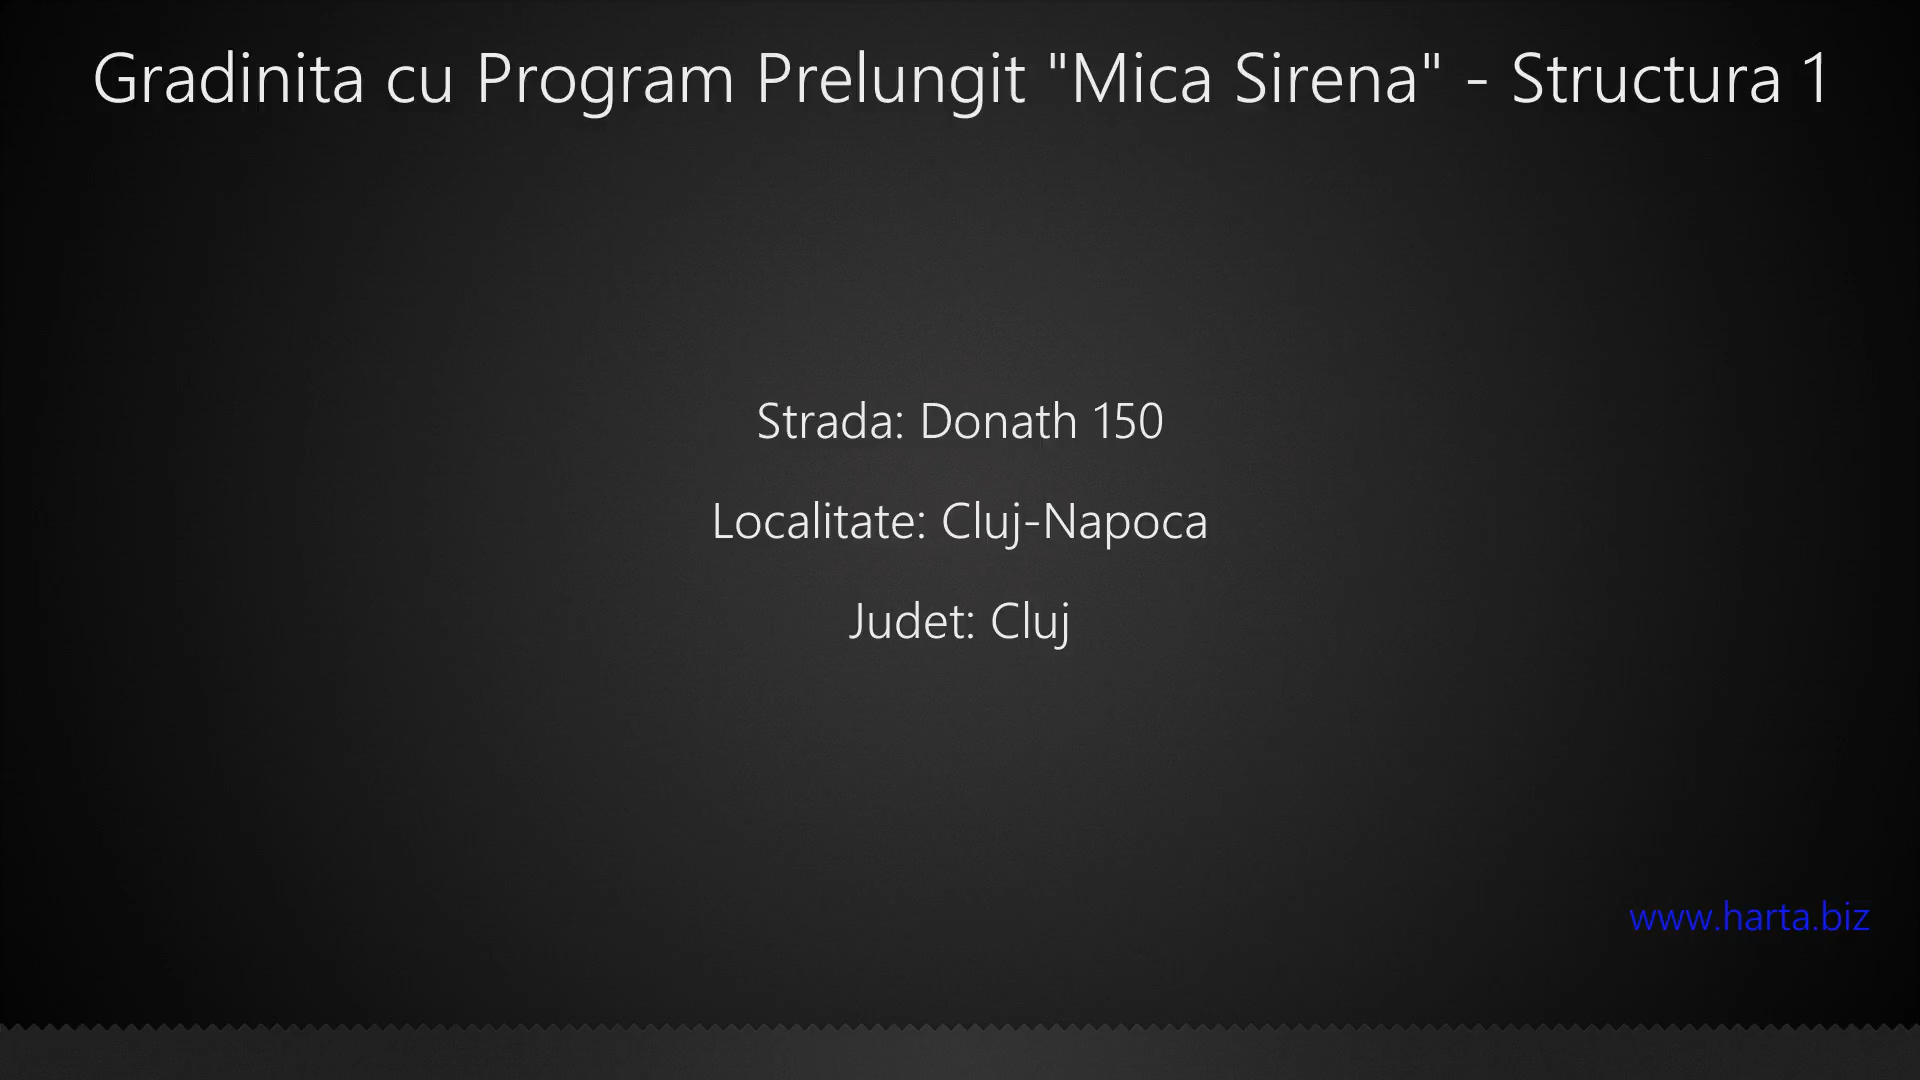 Gradinita cu Program Prelungit "Mica Sirena" - Structura 1
Strada: Donath 150
Localitate: Cluj-Napoca
Judet: Cluj
www.harta.biz